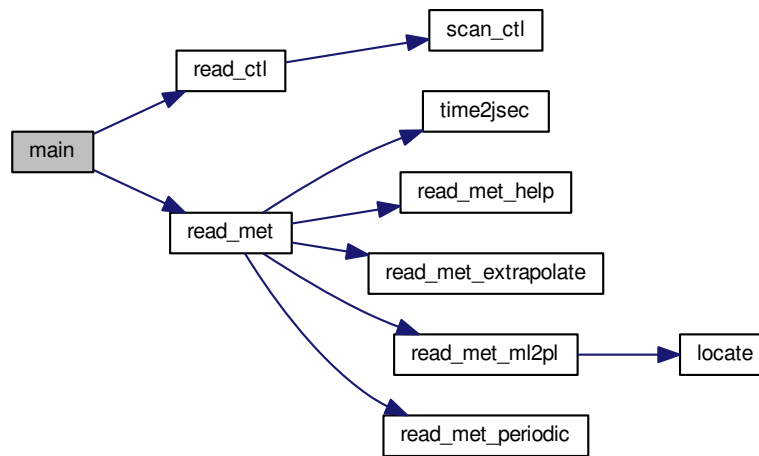 scan_ctl
read_ctl
time2jsec
main
read_met_help
read_met
read_met_extrapolate
read_met_ml2pl
locate
read_met_periodic